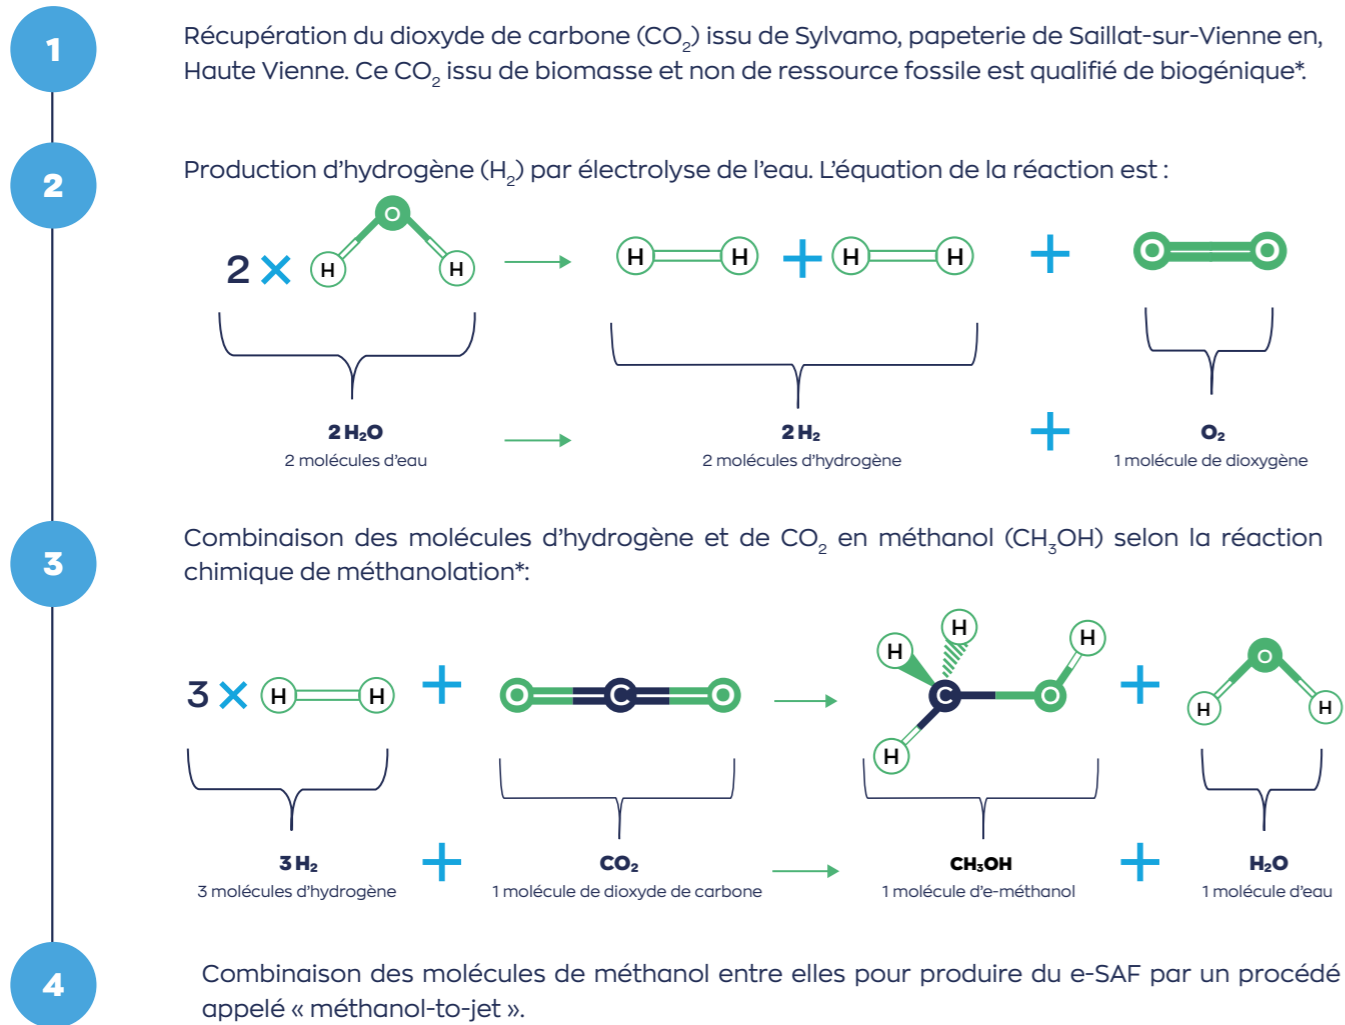 1
Récupération du dioxyde de carbone (CO₂) issu de Sylvamo, papeterie de Saillat-sur-Vienne en,
Haute Vienne. Ce CO₂ issu de biomasse et non de ressource fossile est qualifié de biogénique*.
2
Production d’hydrogène (H₂) par électrolyse de l’eau. L’équation de la réaction est :
2 × H O H → H H + H H + O O
2 H₂O → 2 H₂ + O₂
2 molécules d’eau 2 molécules d’hydrogène 1 molécule de dioxygène
3
Combinaison des molécules d’hydrogène et de CO₂ en méthanol (CH₃OH) selon la réaction
chimique de méthanolation*:
3 × H H + O C O → H H H C O H + H O H
3 H₂ + CO₂ → CH₃OH + H₂O
3 molécules d’hydrogène 1 molécule de dioxyde de carbone 1 molécule d’e-méthanol 1 molécule d’eau
4
Combinaison des molécules de méthanol entre elles pour produire du e-SAF par un procédé
appelé « méthanol-to-jet ».